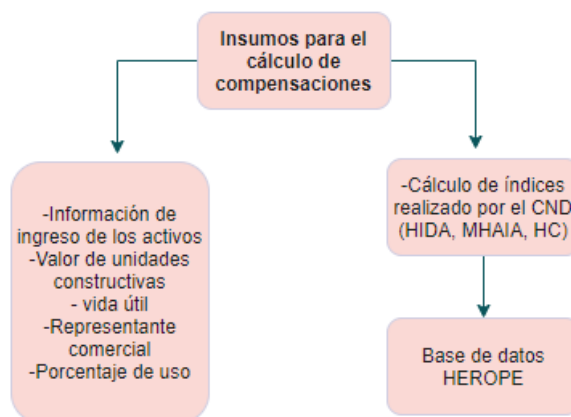 Insumos para el
cálculo de
compensaciones
-Información de
ingreso de los activos
-Valor de unidades
constructivas
- vida útil
-Representante
comercial
-Porcentaje de uso
-Cálculo de índices
realizado por el CND
(HIDA, MHAIA, HC)
Base de datos
HEROPE